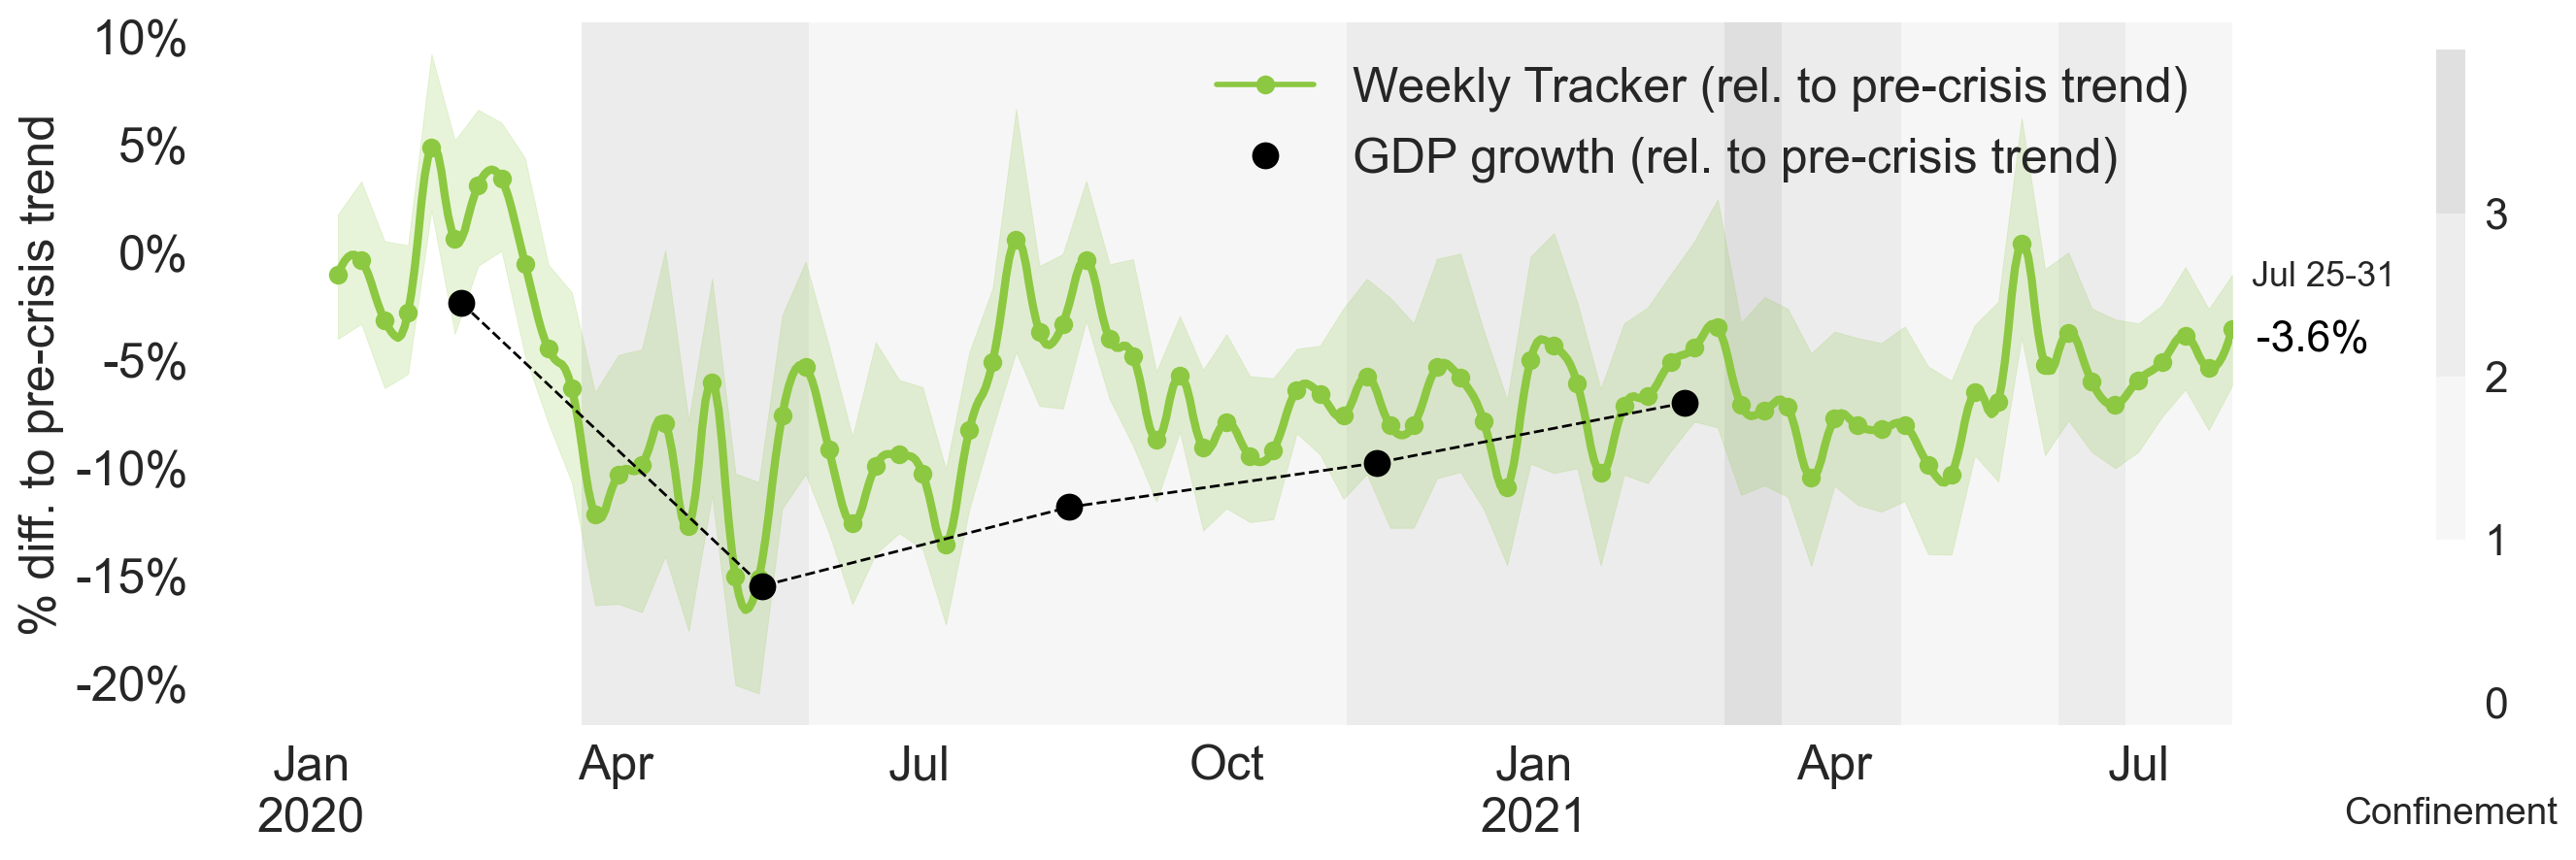 % diff. to pre-crisis trend
10%
5%
0%
-5%
-10%
-15%
-20%
Weekly Tracker (rel. to pre-crisis trend)
GDP growth (rel. to pre-crisis trend)
Jul 25-31
-3.6%
3
2
1
0
Confinement
Jan
2020
Apr
Jul
Oct
Jan
2021
Apr
Jul